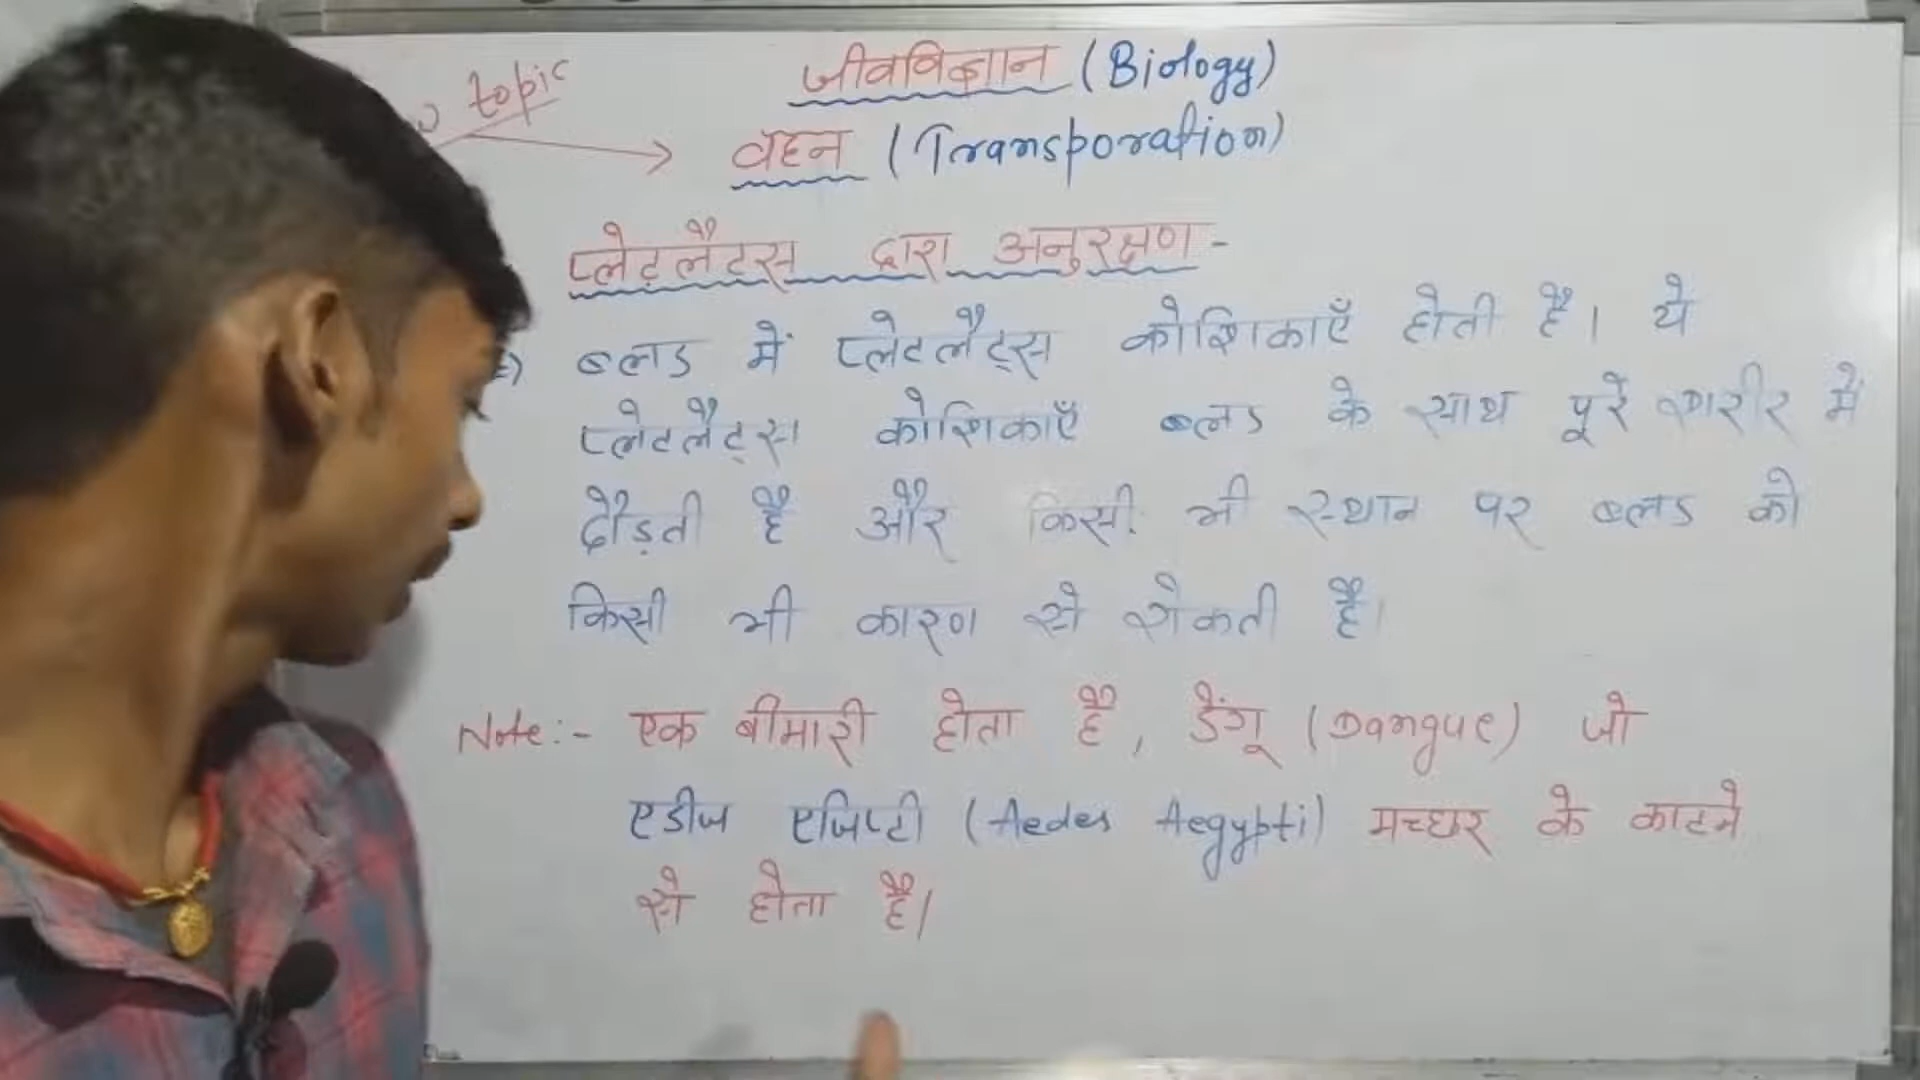 topic
जीवविज्ञान (Biology)
वहन (Transporation)
प्लेटलैट्स द्वारा अनुरक्षण -
ब्लड में प्लेटलैट्स कोशिकाएँ होती है। ये
प्लेटलैट्स कोशिकाएँ ब्लड के साथ पूरे शरीर में
दौड़ती है और किसी भी स्थान पर ब्लड को
किसी भी कारण से रोकती है।
Note:- एक बीमारी होता है, डेंगू (Dangue) जो
एडीज एजिप्टी (Aedes Aegypti) मच्छर के काटने
से होता है।